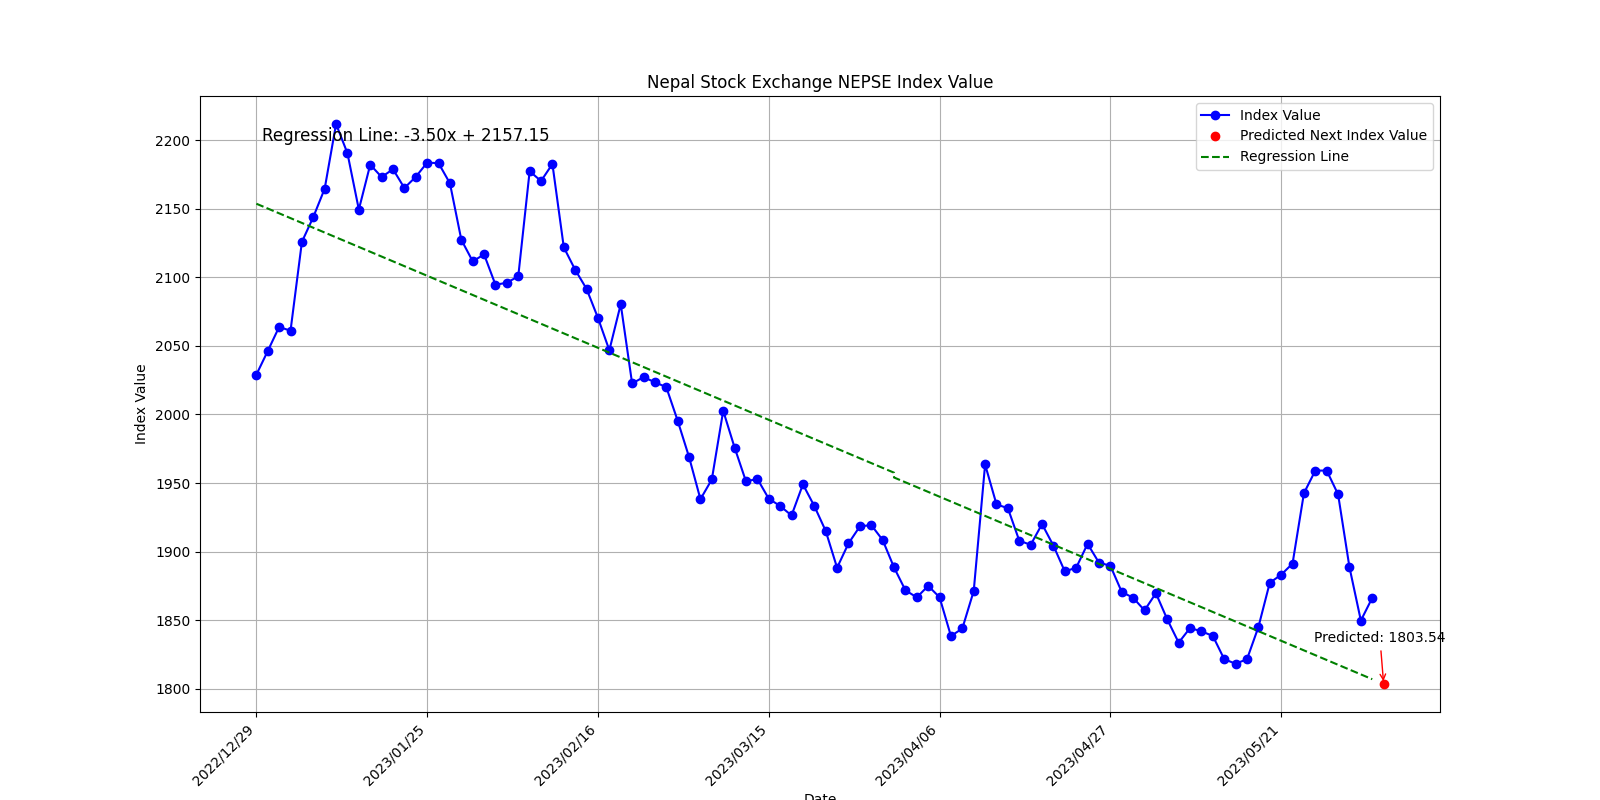 Nepal Stock Exchange NEPSE Index Value
Regression Line: -3.50x + 2157.15
Index Value
Predicted Next Index Value
Regression Line
2200
2150
2100
2050
2000
1950
1900
1850
1800
Index Value
Predicted: 1803.54
2022/12/29
2023/01/25
2023/02/16
2023/03/15
2023/04/06
2023/04/27
2023/05/21
Date